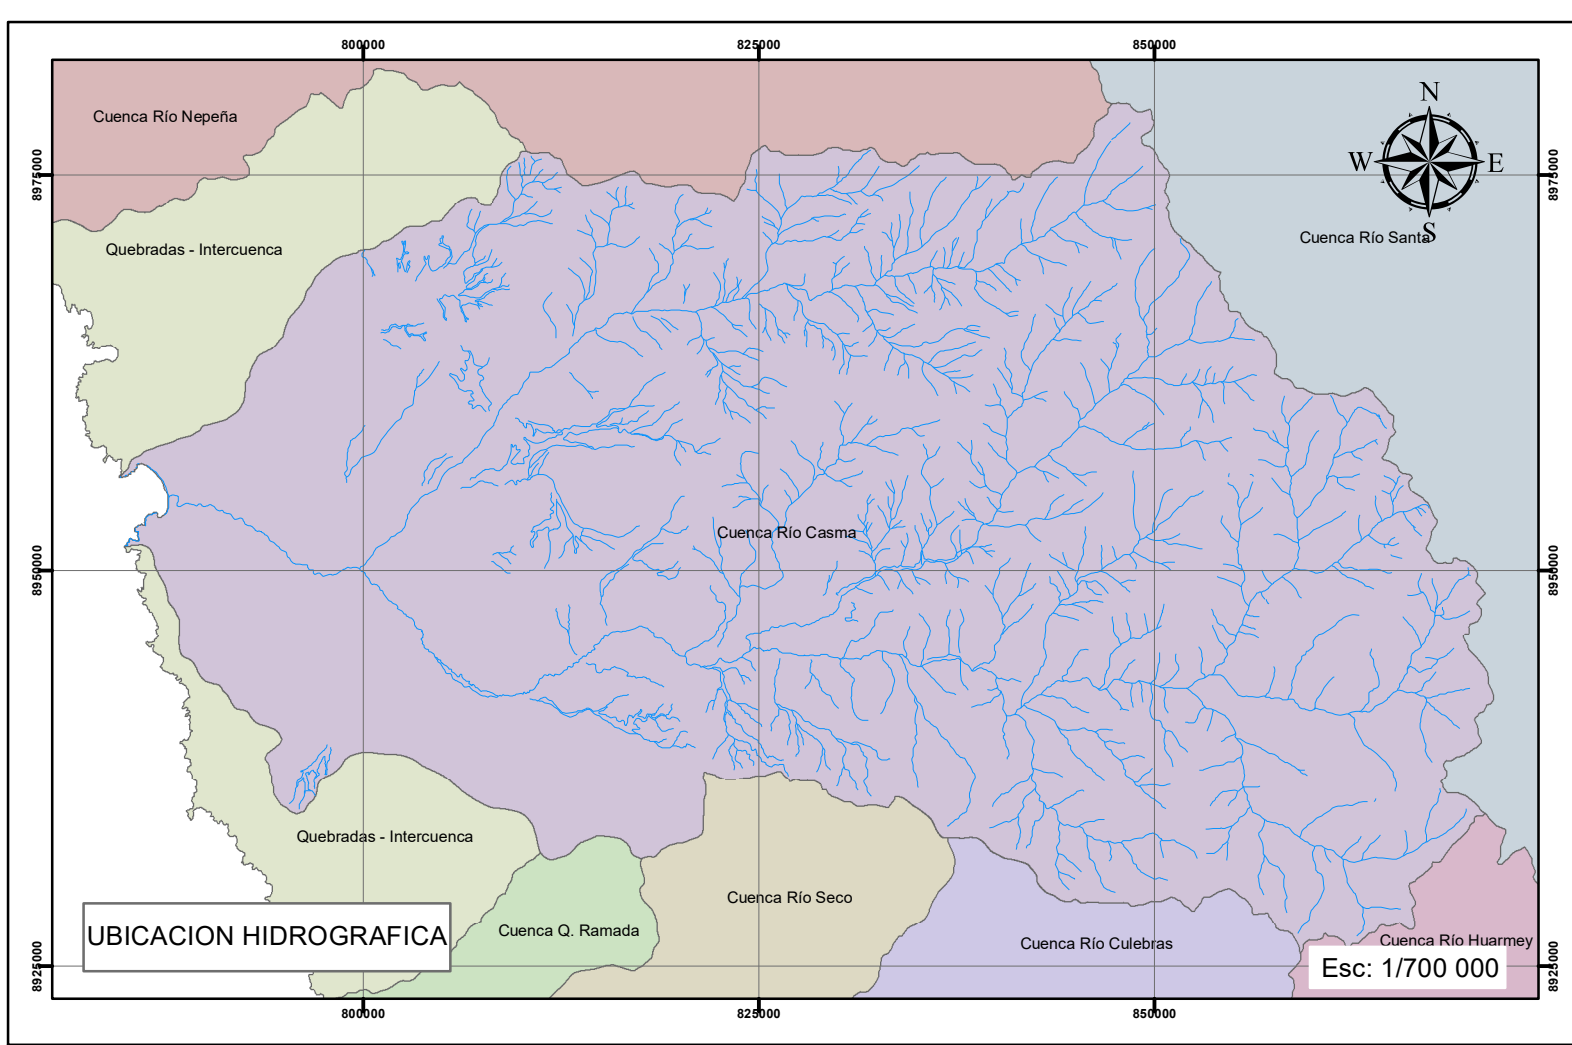 800000 825000 850000
Cuenca Río Nepeña
N
W E
S
8975000 8975000
Cuenca Río Santa
Quebradas - Intercuenca
Cuenca Río Casma
8950000 8950000
Quebradas - Intercuenca
Cuenca Río Seco
Cuenca Q. Ramada
UBICACION HIDROGRAFICA
Cuenca Río Culebras
Cuenca Río Huarmey
8925000 8925000
Esc: 1/700 000
800000 825000 850000